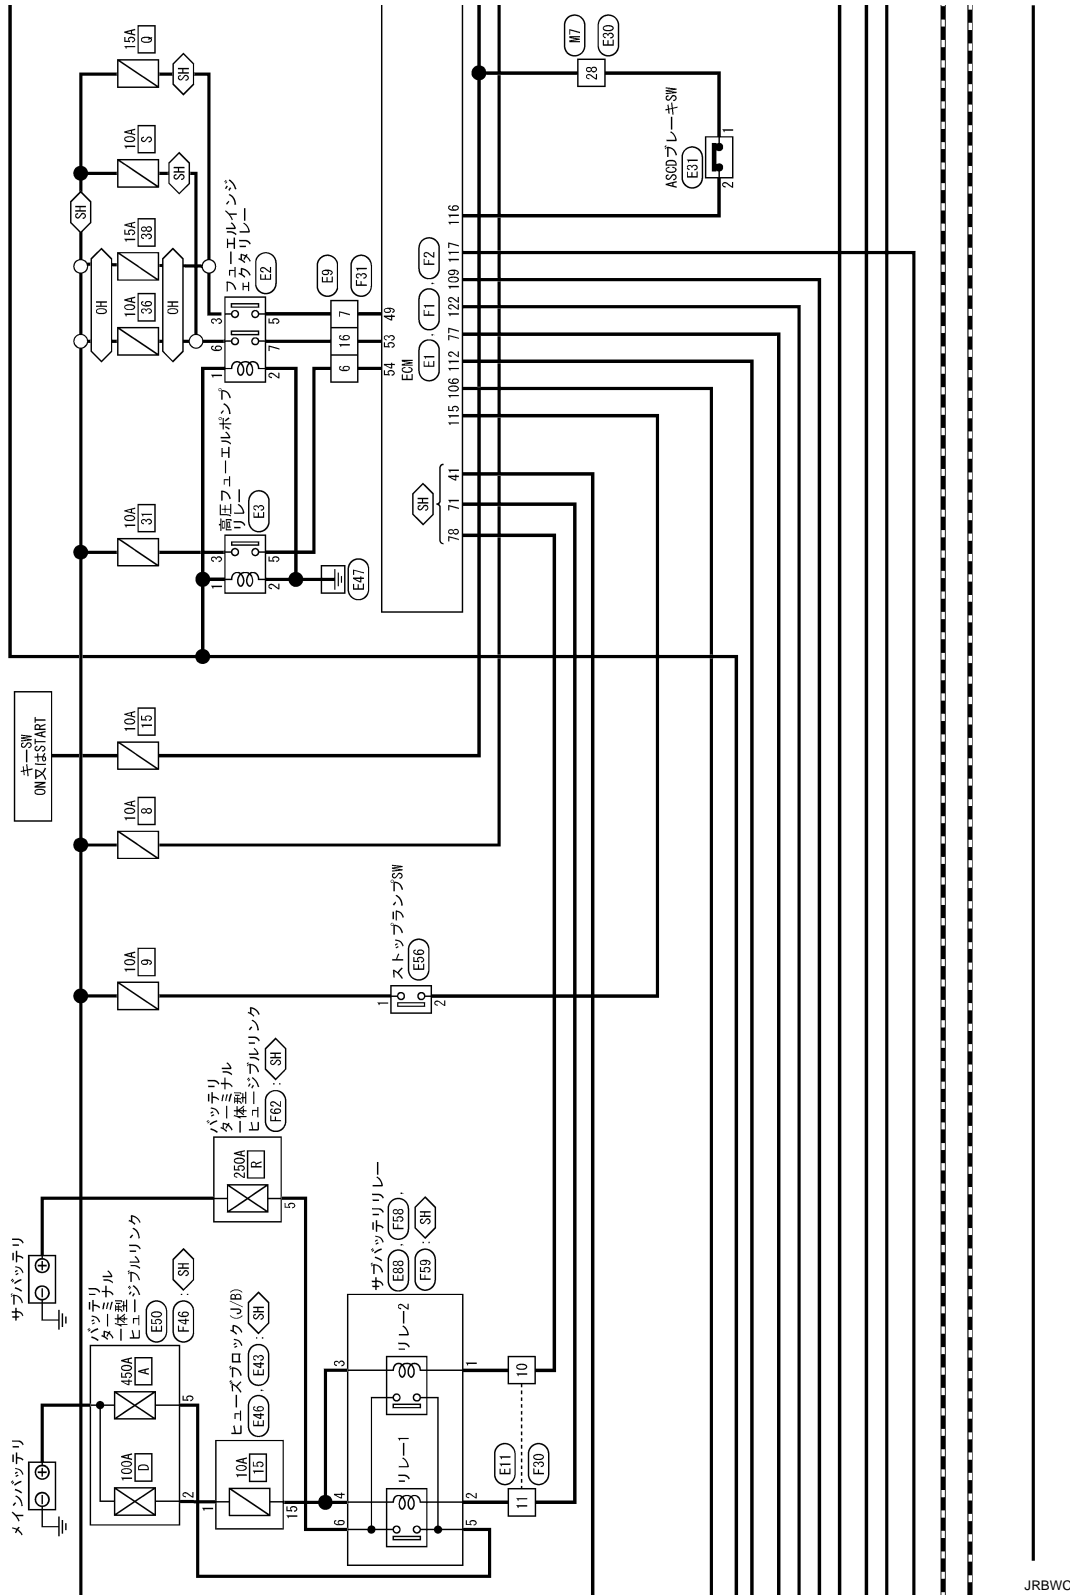 メインバッテリ
サブバッテリ
バッテリ
ターミナル
一体型
ヒュージブルリンク
E50
F46
:
SH
450A
A
100A
D
5
2
ヒューズブロック(J/B)
E46
,
E43
:
SH
10A
15
1
15
バッテリ
ターミナル
一体型
ヒュージブルリンク
F62
:
SH
250A
R
5
サブバッテリリレー
E88
,
F58
,
F59
:
SH
リレー2
リレー1
3
4
6
1
2
5
10
11
E11
F30
10A
9
ストップランプSW
E56
1
2
10A
8
キーSW
ON又はSTART
10A
15
10A
31
高圧フューエルポンプ
リレー
E3
3
1
5
2
E47
フューエルインジ
ェクタリレー
E2
3
6
1
5
7
2
10A
36
15A
38
OH
OH
SH
10A
S
SH
15A
Q
SH
E9
F31
7
16
6
49
53
54
ECM
E1
,
F1
,
F2
116
117
109
122
77
112
106
115
41
71
78
SH
M7
E30
28
ASCDブレーキSW
E31
1
2
JRBWC